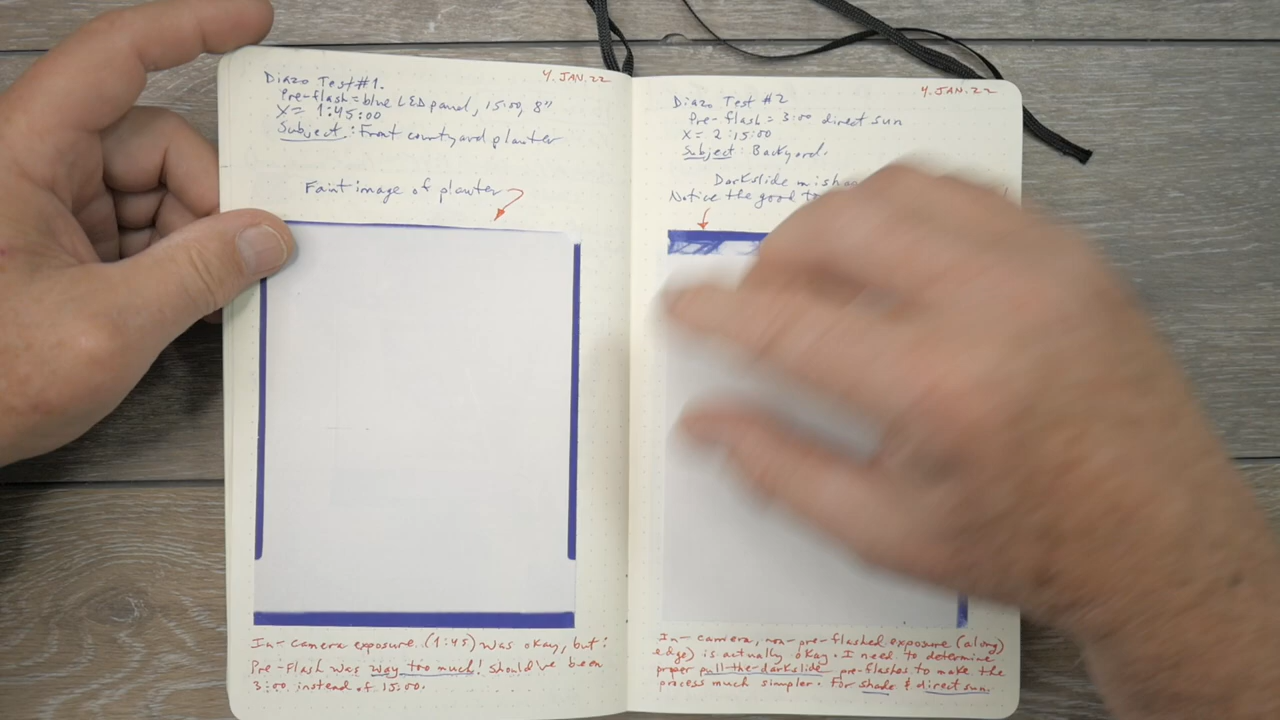 4. JAN. 22
Diazo Test #1.
Pre-flash = blue LED panel, 15:00, 8"
X = 1:45:00
Subject: Front courtyard planter
Faint image of planter
In-camera exposure (1:45) was okay, but:
Pre-Flash was way too much! Should've been
3:00 instead of 15:00.
4. JAN. 22
Diazo Test #2
Pre-flash = 3:00 direct sun
X = 2:15:00
Subject: Backyard.
Darkslide
Notice the good
In-camera, non-pre-flashed exposure (along
edge) is actually okay. I need to determine
proper pull-the-darkslide pre-flashes to make the
process much simpler. For shade & direct sun.